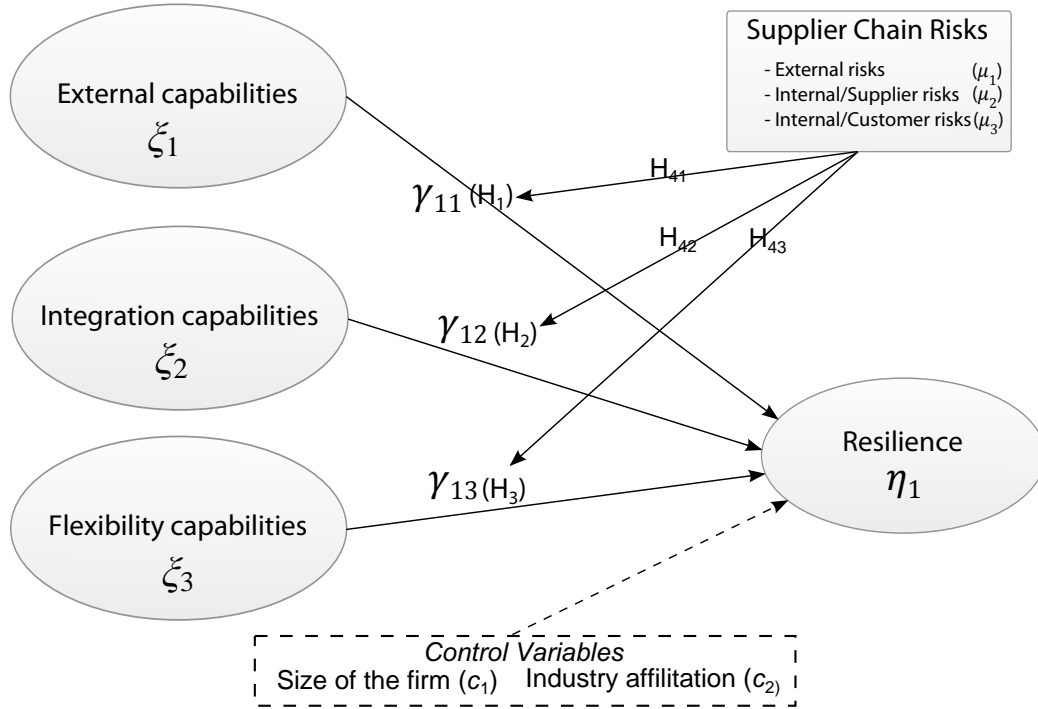 Supplier Chain Risks
- External risks (μ₁)
- Internal/Supplier risks (μ₂)
- Internal/Customer risks (μ₃)
External capabilities
ξ₁
H₄₁
γ₁₁ (H₁)
H₄₂
H₄₃
Integration capabilities
ξ₂
γ₁₂ (H₂)
Resilience
η₁
γ₁₃ (H₃)
Flexibility capabilities
ξ₃
Control Variables
Size of the firm (c₁) Industry affilitation (c₂)